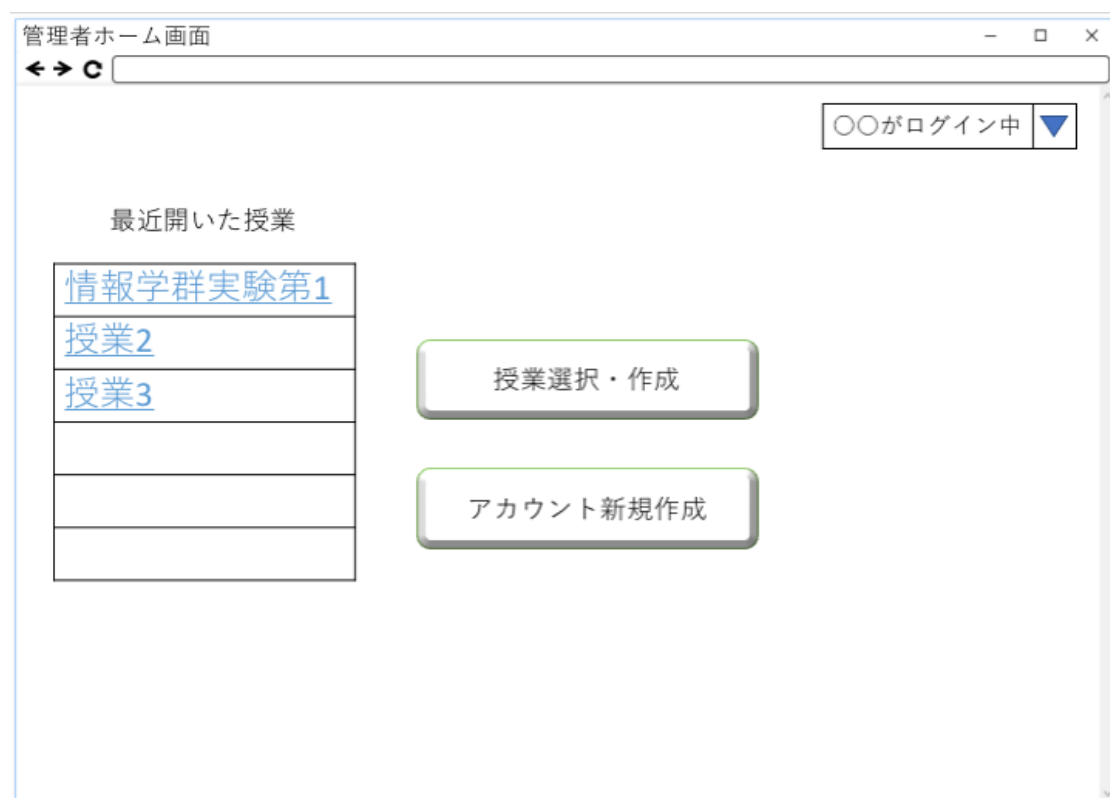 管理者ホーム画面
〇〇がログイン中
最近開いた授業
情報学群実験第1
授業2
授業3
授業選択・作成
アカウント新規作成